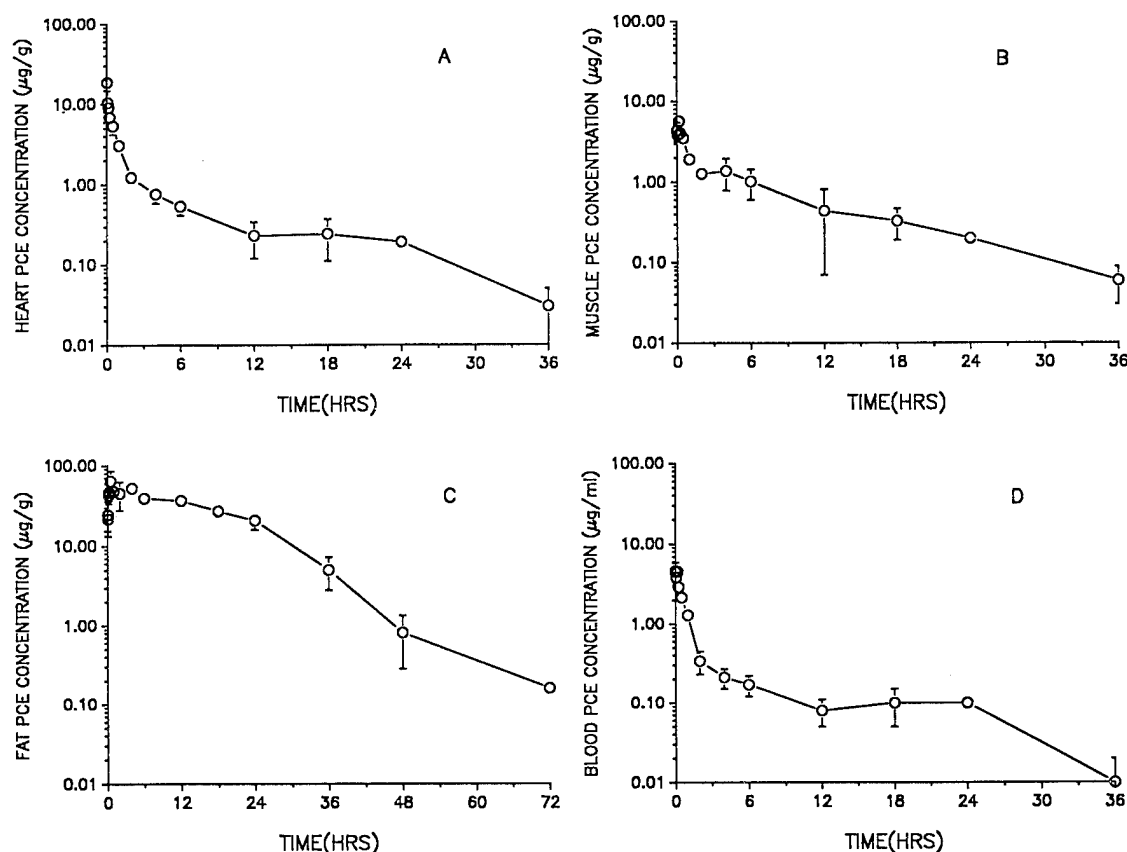 HEART PCE CONCENTRATION (µg/g)
100.00
10.00
1.00
0.10
0.01
A
0 6 12 18 24 30 36
TIME(HRS)
MUSCLE PCE CONCENTRATION (µg/g)
100.00
10.00
1.00
0.10
0.01
B
0 6 12 18 24 30 36
TIME(HRS)
FAT PCE CONCENTRATION (µg/g)
100.00
10.00
1.00
0.10
0.01
C
0 12 24 36 48 60 72
TIME(HRS)
BLOOD PCE CONCENTRATION (µg/ml)
100.00
10.00
1.00
0.10
0.01
D
0 6 12 18 24 30 36
TIME(HRS)